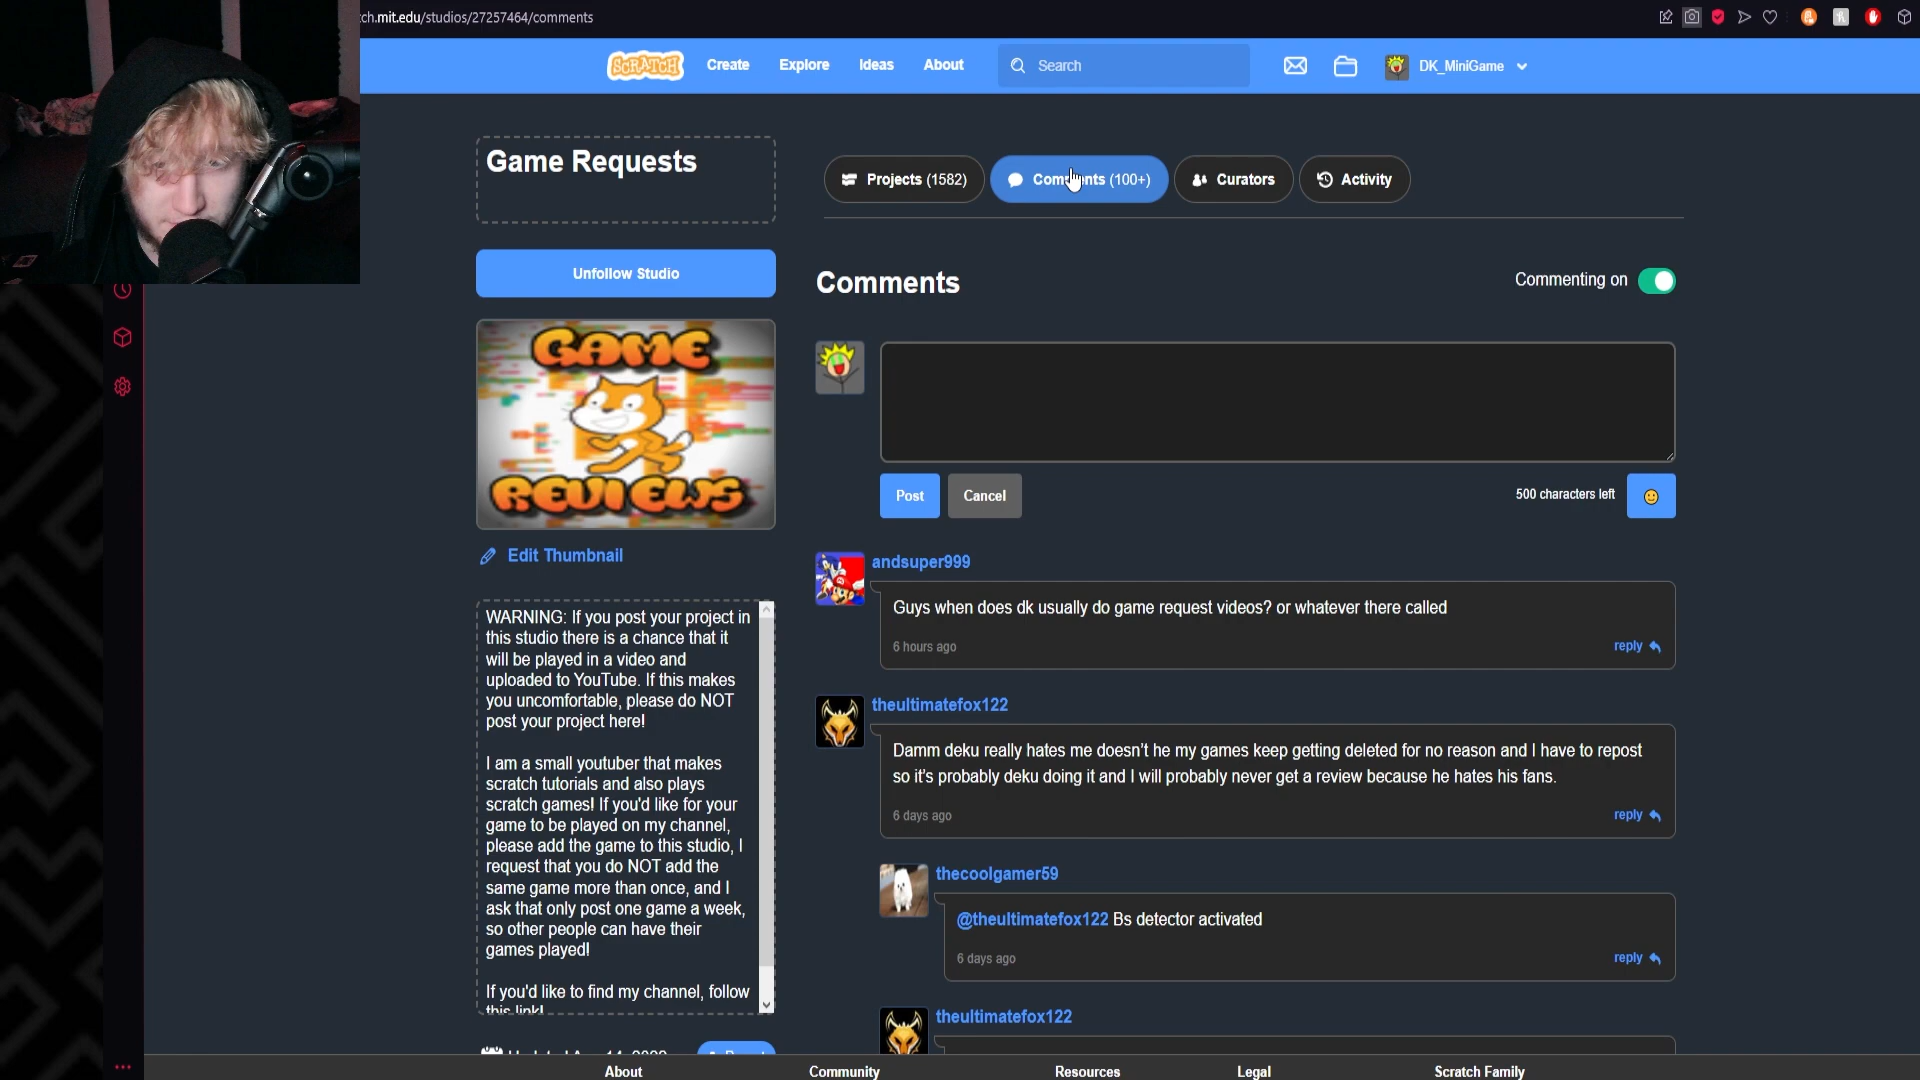 ch.mit.edu/studios/27257464/comments
SCRATCH
Create
Explore
Ideas
About
Search
DK_MiniGame
Game Requests
Projects (1582)
Comments (100+)
Curators
Activity
Unfollow Studio
Comments
Commenting on
GAME
REVIEWS
Post
Cancel
500 characters left
Edit Thumbnail
WARNING: If you post your project in
this studio there is a chance that it
will be played in a video and
uploaded to YouTube. If this makes
you uncomfortable, please do NOT
post your project here!
I am a small youtuber that makes
scratch tutorials and also plays
scratch games! If you'd like for your
game to be played on my channel,
please add the game to this studio, I
request that you do NOT add the
same game more than once, and I
ask that only post one game a week,
so other people can have their
games played!
If you'd like to find my channel, follow
this link!
andsuper999
Guys when does dk usually do game request videos? or whatever there called
6 hours ago
reply
theultimatefox122
Damm deku really hates me doesn't he my games keep getting deleted for no reason and I have to repost
so it's probably deku doing it and I will probably never get a review because he hates his fans.
6 days ago
reply
thecoolgamer59
@theultimatefox122 Bs detector activated
6 days ago
reply
theultimatefox122
About
Community
Resources
Legal
Scratch Family